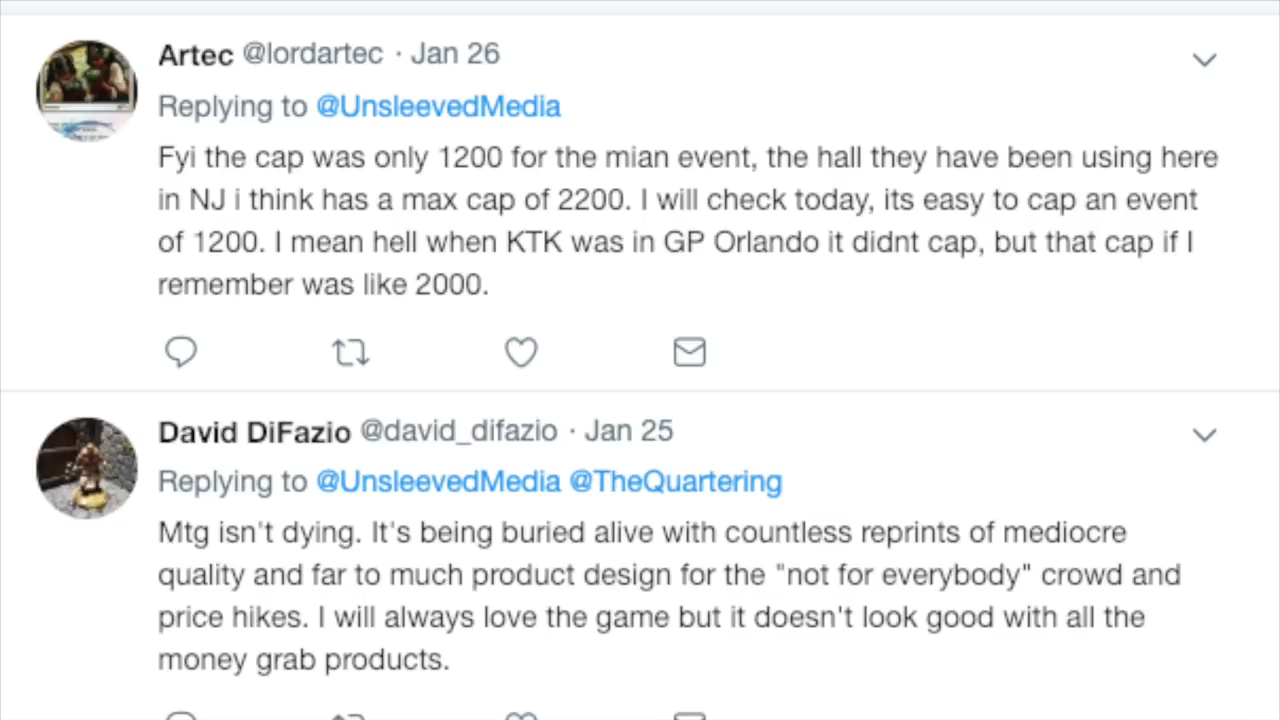 Artec @lordartec · Jan 26
Replying to @UnsleevedMedia
Fyi the cap was only 1200 for the mian event, the hall they have been using here
in NJ i think has a max cap of 2200. I will check today, its easy to cap an event
of 1200. I mean hell when KTK was in GP Orlando it didnt cap, but that cap if I
remember was like 2000.
David DiFazio @david_difazio · Jan 25
Replying to @UnsleevedMedia @TheQuartering
Mtg isn't dying. It's being buried alive with countless reprints of mediocre
quality and far to much product design for the "not for everybody" crowd and
price hikes. I will always love the game but it doesn't look good with all the
money grab products.